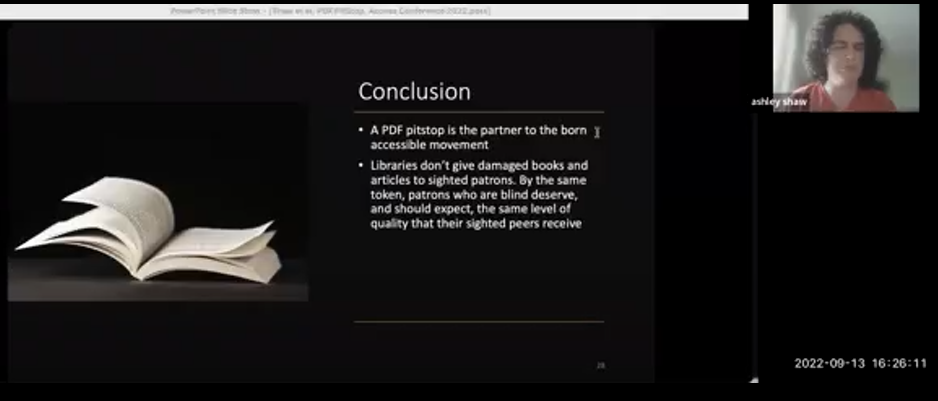 PowerPoint Slide Show - [Shaw et al, PDF PitStop, Access Conference 2022.pptx]
ashley shaw
Conclusion
• A PDF pitstop is the partner to the born
accessible movement
• Libraries don't give damaged books and
articles to sighted patrons. By the same
token, patrons who are blind deserve,
and should expect, the same level of
quality that their sighted peers receive
28
2022-09-13 16:26:11